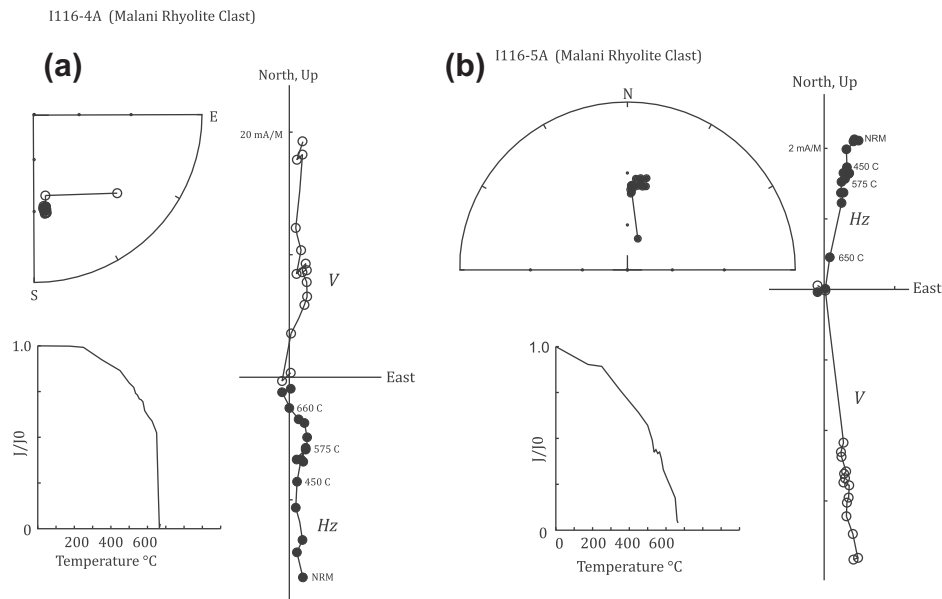 I116-4A (Malani Rhyolite Clast)
(a)
E
S
North, Up
20 mA/M
V
East
660 C
575 C
450 C
Hz
NRM
1.0
J/J0
0
200 400 600
Temperature °C
(b)
I116-5A (Malani Rhyolite Clast)
N
North, Up
NRM
2 mA/M
450 C
575 C
Hz
650 C
East
V
1.0
J/J0
0
0 200 400 600
Temperature °C